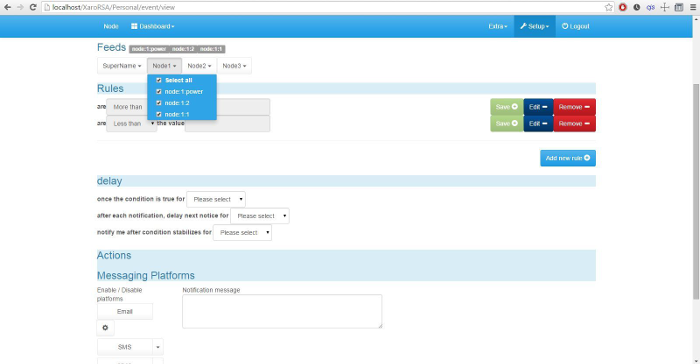 localhost/XaroRSA/Personal/event/view
Node Dashboard Extra Setup Logout
Feeds node:1:power node:1:2 node:1:1
SuperName Node1 Node2 Node3
Select all
node:1:power
node:1:2
node:1:1
Rules
are More than Save Edit Remove
are Less than the value Save Edit Remove
Add new rule
delay
once the condition is true for Please select
after each notification, delay next notice for Please select
notify me after condition stabilizes for Please select
Actions
Messaging Platforms
Enable / Disable
platforms
Notification message
Email
SMS